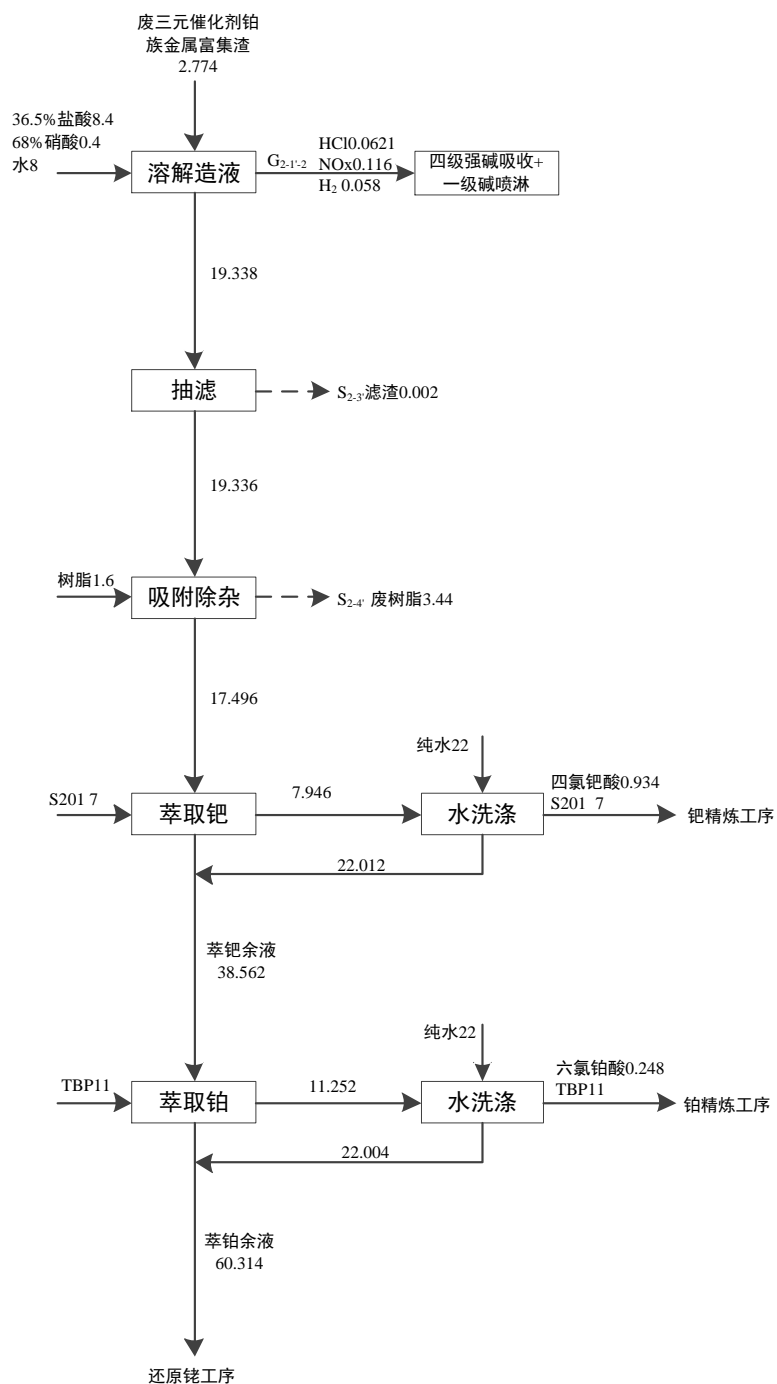 废三元催化剂铂
族金属富集渣
2.774
36.5%盐酸8.4
68%硝酸0.4
水8
溶解造液
G2-1'-2
HCl0.0621
NOx0.116
H2 0.058
四级强碱吸收+
一级碱喷淋
19.338
抽滤
S2-3'滤渣0.002
19.336
树脂1.6
吸附除杂
S2-4' 废树脂3.44
17.496
纯水22
S201 7
萃取钯
7.946
水洗涤
四氯钯酸0.934
S201 7
钯精炼工序
22.012
萃钯余液
38.562
纯水22
TBP11
萃取铂
11.252
水洗涤
六氯铂酸0.248
TBP11
铂精炼工序
22.004
萃铂余液
60.314
还原铑工序